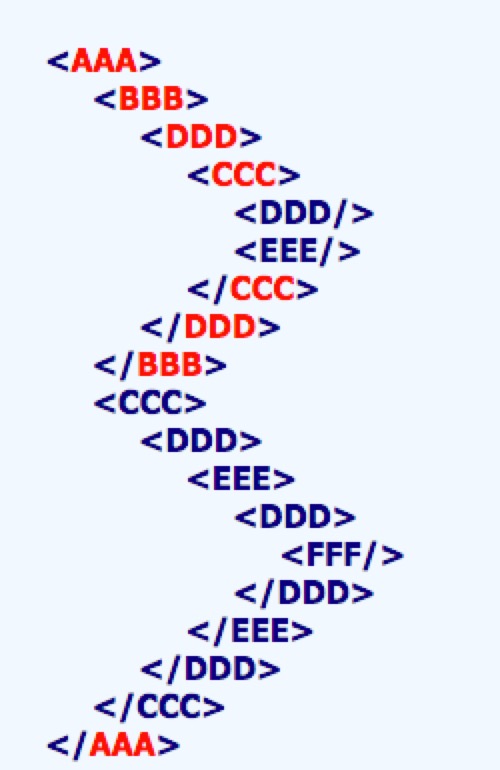 <AAA>
<BBB>
<DDD>
<CCC>
<DDD/>
<EEE/>
</CCC>
</DDD>
</BBB>
<CCC>
<DDD>
<EEE>
<DDD>
<FFF/>
</DDD>
</EEE>
</DDD>
</CCC>
</AAA>